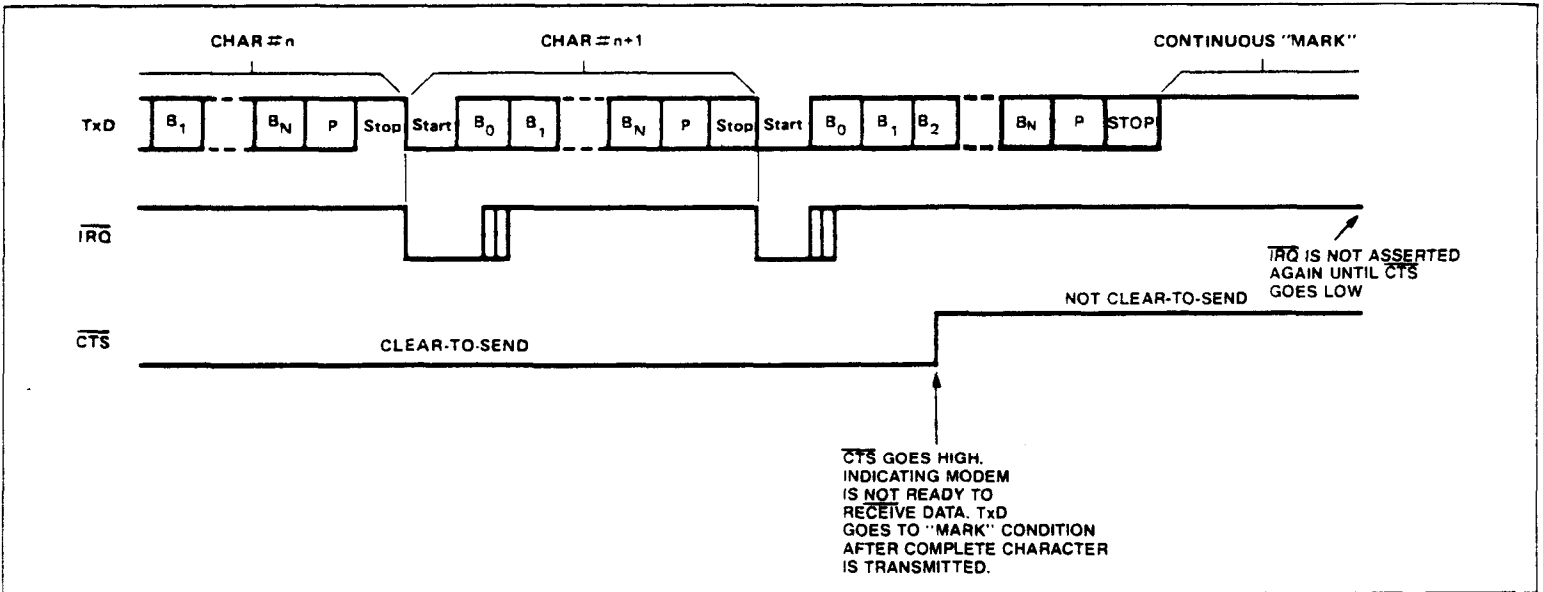 CHAR#n CHAR#n+1 CONTINUOUS "MARK"
TxD B1 BN P Stop Start B0 B1 BN P Stop Start B0 B1 B2 BN P STOP
IRQ
IRQ IS NOT ASSERTED
AGAIN UNTIL CTS
GOES LOW
NOT CLEAR-TO-SEND
CTS
CLEAR-TO-SEND
CTS GOES HIGH,
INDICATING MODEM
IS NOT READY TO
RECEIVE DATA. TxD
GOES TO "MARK" CONDITION
AFTER COMPLETE CHARACTER
IS TRANSMITTED.